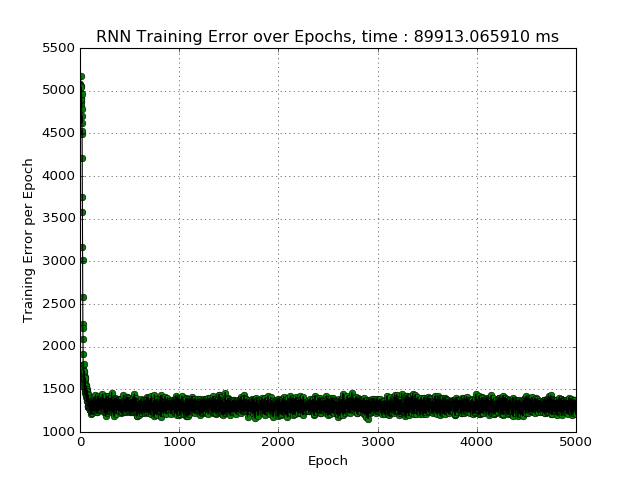 RNN Training Error over Epochs, time : 89913.065910 ms
5500
5000
4500
4000
3500
3000
2500
2000
1500
1000
Training Error per Epoch
0 1000 2000 3000 4000 5000
Epoch